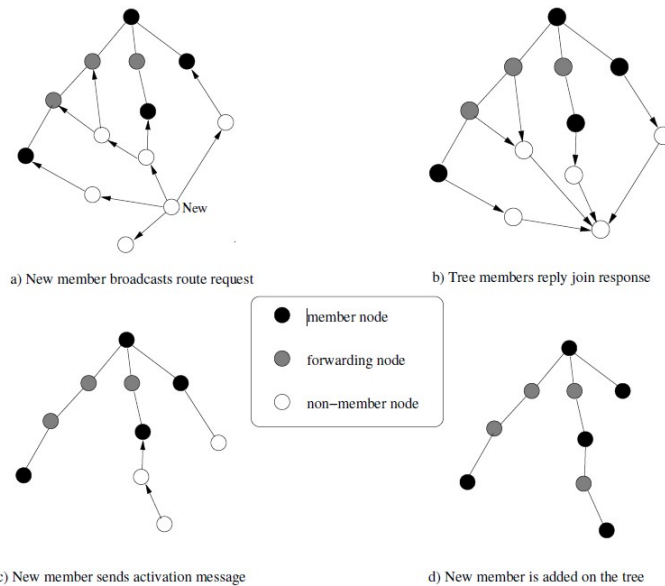 New
a) New member broadcasts route request
b) Tree members reply join response
member node
forwarding node
non-member node
c) New member sends activation message
d) New member is added on the tree